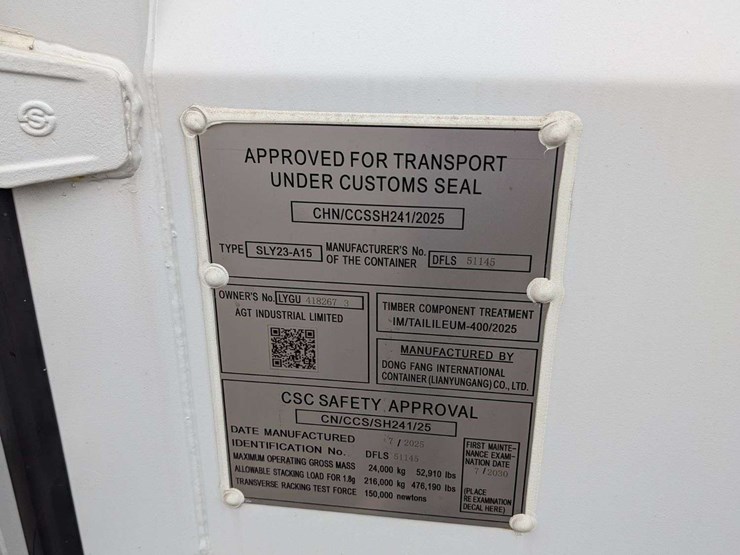 APPROVED FOR TRANSPORT
UNDER CUSTOMS SEAL
CHN/CCSSH241/2025
TYPE SLY23-A15 MANUFACTURER'S No. OF THE CONTAINER DFLS 51145
OWNER'S No. LYGU 418267 3
AGT INDUSTRIAL LIMITED
TIMBER COMPONENT TREATMENT
IM/TAILILEUM-400/2025
MANUFACTURED BY
DONG FANG INTERNATIONAL
CONTAINER (LIANYUNGANG) CO., LTD.
CSC SAFETY APPROVAL
CN/CCS/SH241/25
DATE MANUFACTURED 7 / 2025
IDENTIFICATION No. DFLS 51145
MAXIMUM OPERATING GROSS MASS 24,000 kg 52,910 lbs
ALLOWABLE STACKING LOAD FOR 1.8g 216,000 kg 476,190 lbs
TRANSVERSE RACKING TEST FORCE 150,000 newtons
FIRST MAINTE-
NANCE EXAMI-
NATION DATE
7 / 2030
(PLACE
RE EXAMINATION
DECAL HERE)